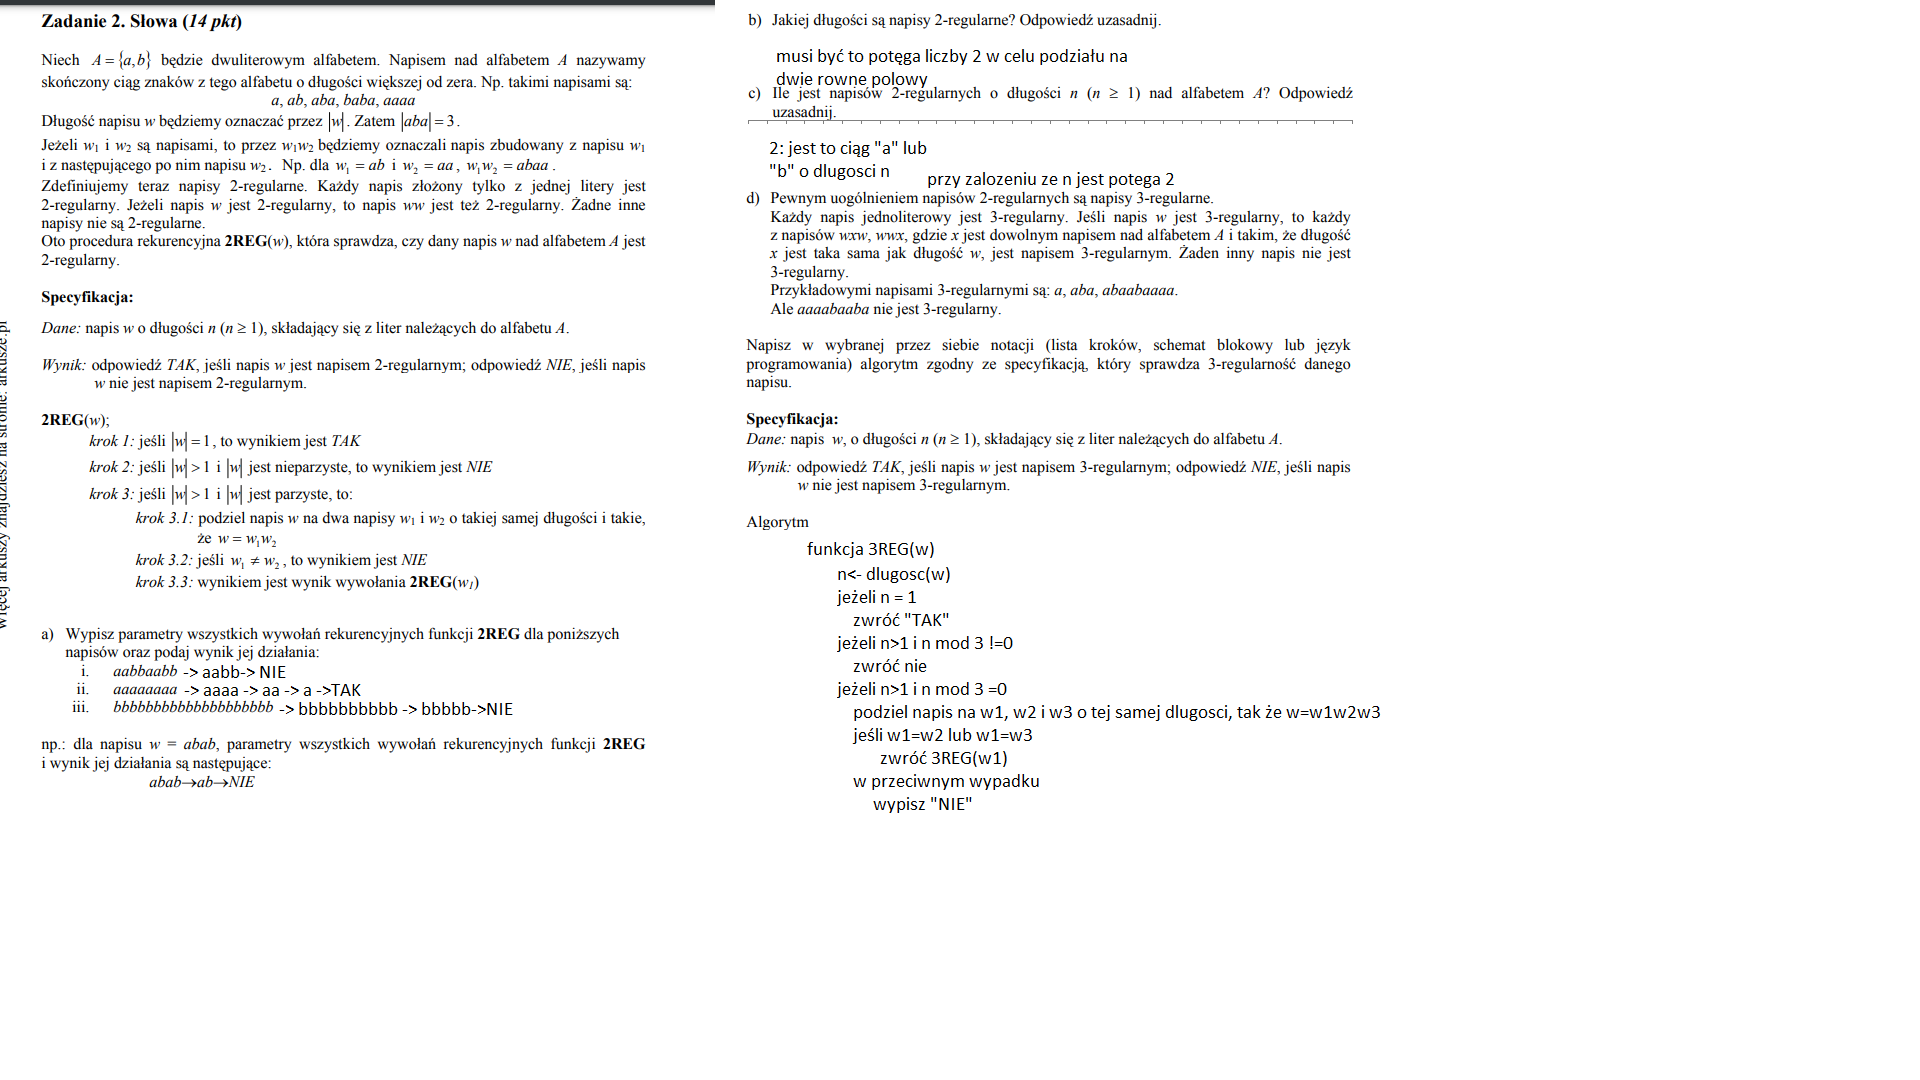 Zadanie 2. Słowa (14 pkt)
Niech A = {a,b} będzie dwuliterowym alfabetem. Napisem nad alfabetem A nazywamy
skończony ciąg znaków z tego alfabetu o długości większej od zera. Np. takimi napisami są:
a, ab, aba, baba, aaaa
Długość napisu w będziemy oznaczać przez |w|. Zatem |aba| = 3.
Jeżeli w₁ i w₂ są napisami, to przez w₁w₂ będziemy oznaczali napis zbudowany z napisu w₁
i z następującego po nim napisu w₂. Np. dla w₁ = ab i w₂ = aa, w₁w₂ = abaa.
Zdefiniujemy teraz napisy 2-regularne. Każdy napis złożony tylko z jednej litery jest
2-regularny. Jeżeli napis w jest 2-regularny, to napis ww jest też 2-regularny. Żadne inne
napisy nie są 2-regularne.
Oto procedura rekurencyjna 2REG(w), która sprawdza, czy dany napis w nad alfabetem A jest
2-regularny.
Specyfikacja:
Dane: napis w o długości n (n ≥ 1), składający się z liter należących do alfabetu A.
Wynik: odpowiedź TAK, jeśli napis w jest napisem 2-regularnym; odpowiedź NIE, jeśli napis
w nie jest napisem 2-regularnym.
2REG(w);
krok 1: jeśli |w| = 1, to wynikiem jest TAK
krok 2: jeśli |w| > 1 i |w| jest nieparzyste, to wynikiem jest NIE
krok 3: jeśli |w| > 1 i |w| jest parzyste, to:
krok 3.1: podziel napis w na dwa napisy w₁ i w₂ o takiej samej długości i takie,
że w = w₁w₂
krok 3.2: jeśli w₁ ≠ w₂, to wynikiem jest NIE
krok 3.3: wynikiem jest wynik wywołania 2REG(w₁)
a) Wypisz parametry wszystkich wywołań rekurencyjnych funkcji 2REG dla poniższych
napisów oraz podaj wynik jej działania:
i. aabbaabb -> aabb-> NIE
ii. aaaaaaaa -> aaaa -> aa -> a ->TAK
iii. bbbbbbbbbbbbbbbbbbbb -> bbbbbbbbbb -> bbbbb->NIE
np.: dla napisu w = abab, parametry wszystkich wywołań rekurencyjnych funkcji 2REG
i wynik jej działania są następujące:
abab→ab→NIE
więcej arkuszy znajdziesz na stronie: arkusze.pl
b) Jakiej długości są napisy 2-regularne? Odpowiedź uzasadnij.
musi być to potęga liczby 2 w celu podziału na
dwie rowne polowy
c) Ile jest napisów 2-regularnych o długości n (n ≥ 1) nad alfabetem A? Odpowiedź
uzasadnij.
2: jest to ciąg "a" lub
"b" o dlugosci n
przy zalozeniu ze n jest potega 2
d) Pewnym uogólnieniem napisów 2-regularnych są napisy 3-regularne.
Każdy napis jednoliterowy jest 3-regularny. Jeśli napis w jest 3-regularny, to każdy
z napisów wxw, wwx, gdzie x jest dowolnym napisem nad alfabetem A i takim, że długość
x jest taka sama jak długość w, jest napisem 3-regularnym. Żaden inny napis nie jest
3-regularny.
Przykładowymi napisami 3-regularnymi są: a, aba, abaabaaaa.
Ale aaaabaaba nie jest 3-regularny.
Napisz w wybranej przez siebie notacji (lista kroków, schemat blokowy lub język
programowania) algorytm zgodny ze specyfikacją, który sprawdza 3-regularność danego
napisu.
Specyfikacja:
Dane: napis w, o długości n (n ≥ 1), składający się z liter należących do alfabetu A.
Wynik: odpowiedź TAK, jeśli napis w jest napisem 3-regularnym; odpowiedź NIE, jeśli napis
w nie jest napisem 3-regularnym.
Algorytm
funkcja 3REG(w)
n<- dlugosc(w)
jeżeli n = 1
zwróć "TAK"
jeżeli n>1 i n mod 3 !=0
zwróć nie
jeżeli n>1 i n mod 3 =0
podziel napis na w1, w2 i w3 o tej samej dlugosci, tak że w=w1w2w3
jeśli w1=w2 lub w1=w3
zwróć 3REG(w1)
w przeciwnym wypadku
wypisz "NIE"